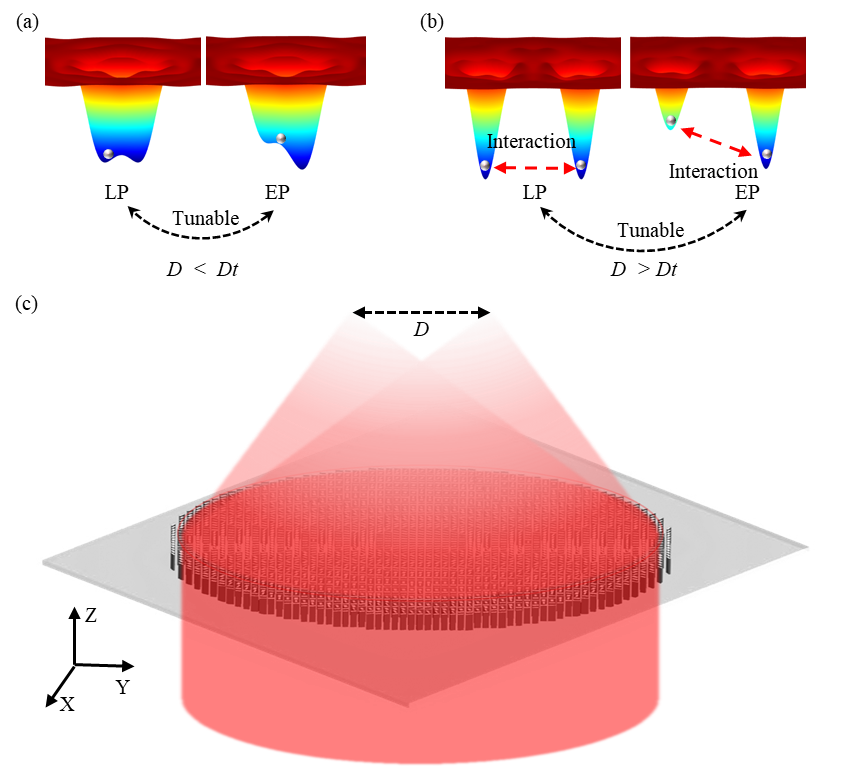 (a)
(b)
Interaction
Interaction
LP
EP
LP
EP
Tunable
Tunable
D < Dt
D > Dt
(c)
D
Z
Y
X